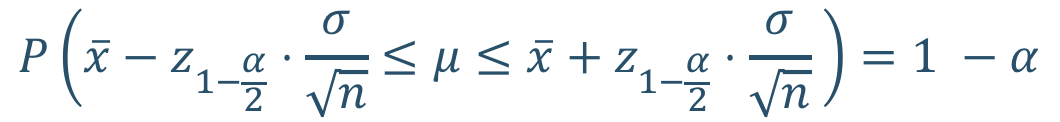 P(x̄ − z_{1−α/2} · σ/√n ≤ μ ≤ x̄ + z_{1−α/2} · σ/√n) = 1 − α